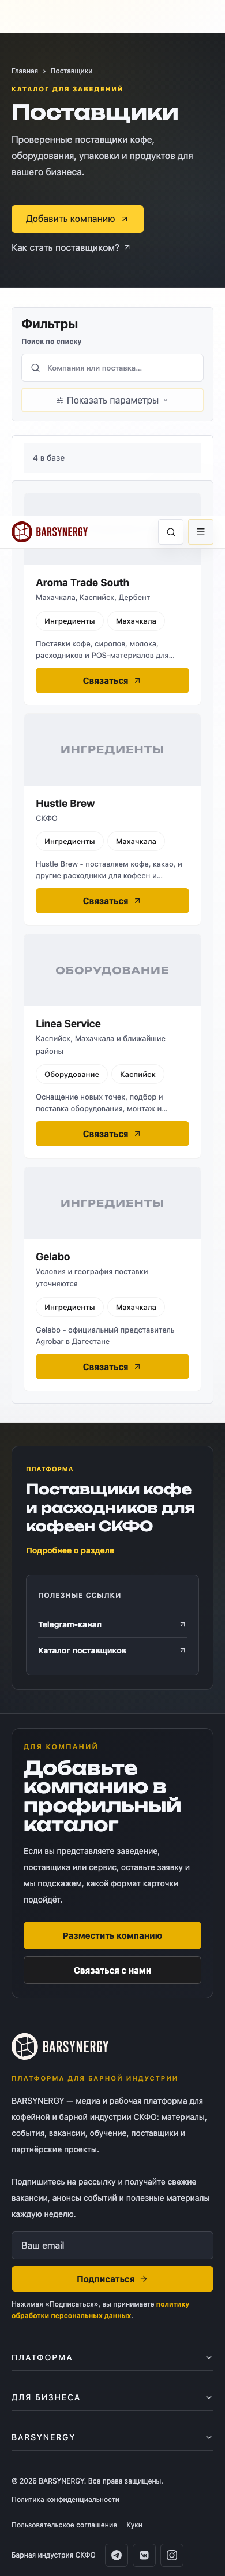 Главная › Поставщики
КАТАЛОГ ДЛЯ ЗАВЕДЕНИЙ
Поставщики
Проверенные поставщики кофе,
оборудования, упаковки и продуктов для
вашего бизнеса.
Добавить компанию
Как стать поставщиком?
Фильтры
Поиск по списку
Компания или поставка...
Показать параметры
4 в базе
BARSYNERGY
Aroma Trade South
Махачкала, Каспийск, Дербент
Ингредиенты Махачкала
Поставки кофе, сиропов, молока,
расходников и POS-материалов для...
Связаться
ИНГРЕДИЕНТЫ
Hustle Brew
СКФО
Ингредиенты Махачкала
Hustle Brew - поставляем кофе, какао, и
другие расходники для кофеен и...
Связаться
ОБОРУДОВАНИЕ
Linea Service
Каспийск, Махачкала и ближайшие
районы
Оборудование Каспийск
Оснащение новых точек, подбор и
поставка оборудования, монтаж и...
Связаться
ИНГРЕДИЕНТЫ
Gelabo
Условия и география поставки
уточняются
Ингредиенты Махачкала
Gelabo - официальный представитель
Agrobar в Дагестане
Связаться
ПЛАТФОРМА
Поставщики кофе
и расходников для
кофеен СКФО
Подробнее о разделе
ПОЛЕЗНЫЕ ССЫЛКИ
Telegram-канал
Каталог поставщиков
ДЛЯ КОМПАНИЙ
Добавьте
компанию в
профильный
каталог
Если вы представляете заведение,
поставщика или сервис, оставьте заявку и
мы подскажем, какой формат карточки
подойдёт.
Разместить компанию
Связаться с нами
BARSYNERGY
ПЛАТФОРМА ДЛЯ БАРНОЙ ИНДУСТРИИ
BARSYNERGY — медиа и рабочая платформа для
кофейной и барной индустрии СКФО: материалы,
события, вакансии, обучение, поставщики и
партнёрские проекты.
Подпишитесь на рассылку и получайте свежие
вакансии, анонсы событий и полезные материалы
каждую неделю.
Ваш email
Подписаться
Нажимая «Подписаться», вы принимаете политику
обработки персональных данных.
ПЛАТФОРМА
ДЛЯ БИЗНЕСА
BARSYNERGY
© 2026 BARSYNERGY. Все права защищены.
Политика конфиденциальности
Пользовательское соглашение Куки
Барная индустрия СКФО